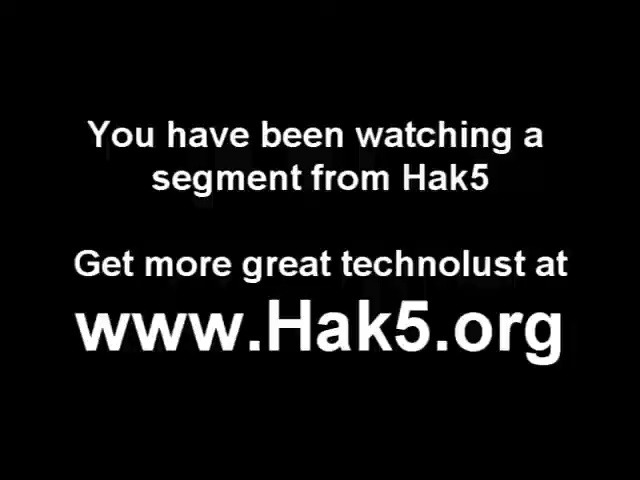 You have been watching a
segment from Hak5
Get more great technolust at
www.Hak5.org